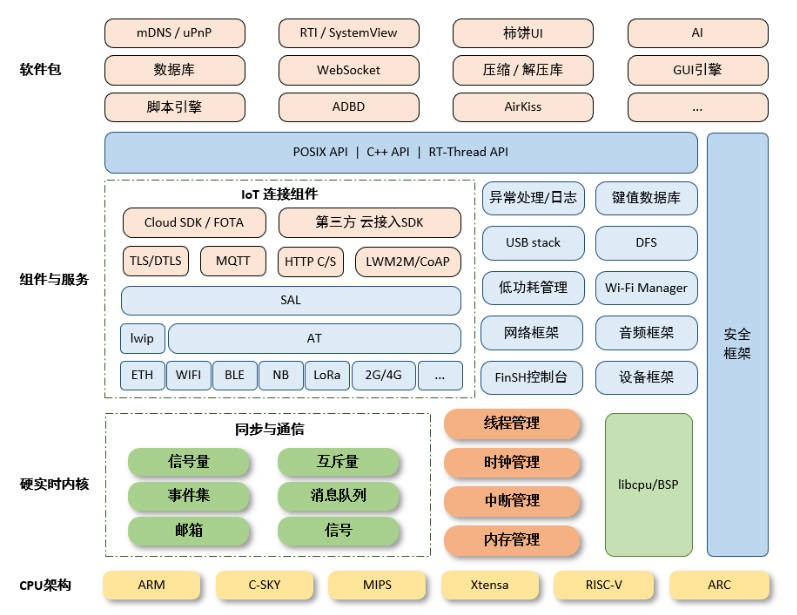 mDNS / uPnP
RTI / SystemView
柿饼UI
AI
软件包
数据库
WebSocket
压缩 / 解压库
GUI引擎
脚本引擎
ADBD
AirKiss
...
POSIX API | C++ API | RT-Thread API
组件与服务
IoT 连接组件
Cloud SDK / FOTA
第三方 云接入SDK
TLS/DTLS
MQTT
HTTP C/S
LWM2M/CoAP
SAL
lwip
AT
ETH
WIFI
BLE
NB
LoRa
2G/4G
...
异常处理/日志
键值数据库
USB stack
DFS
低功耗管理
Wi-Fi Manager
网络框架
音频框架
FinSH控制台
设备框架
安全
框架
硬实时内核
同步与通信
信号量
互斥量
事件集
消息队列
邮箱
信号
线程管理
时钟管理
中断管理
内存管理
libcpu/BSP
CPU架构
ARM
C-SKY
MIPS
Xtensa
RISC-V
ARC